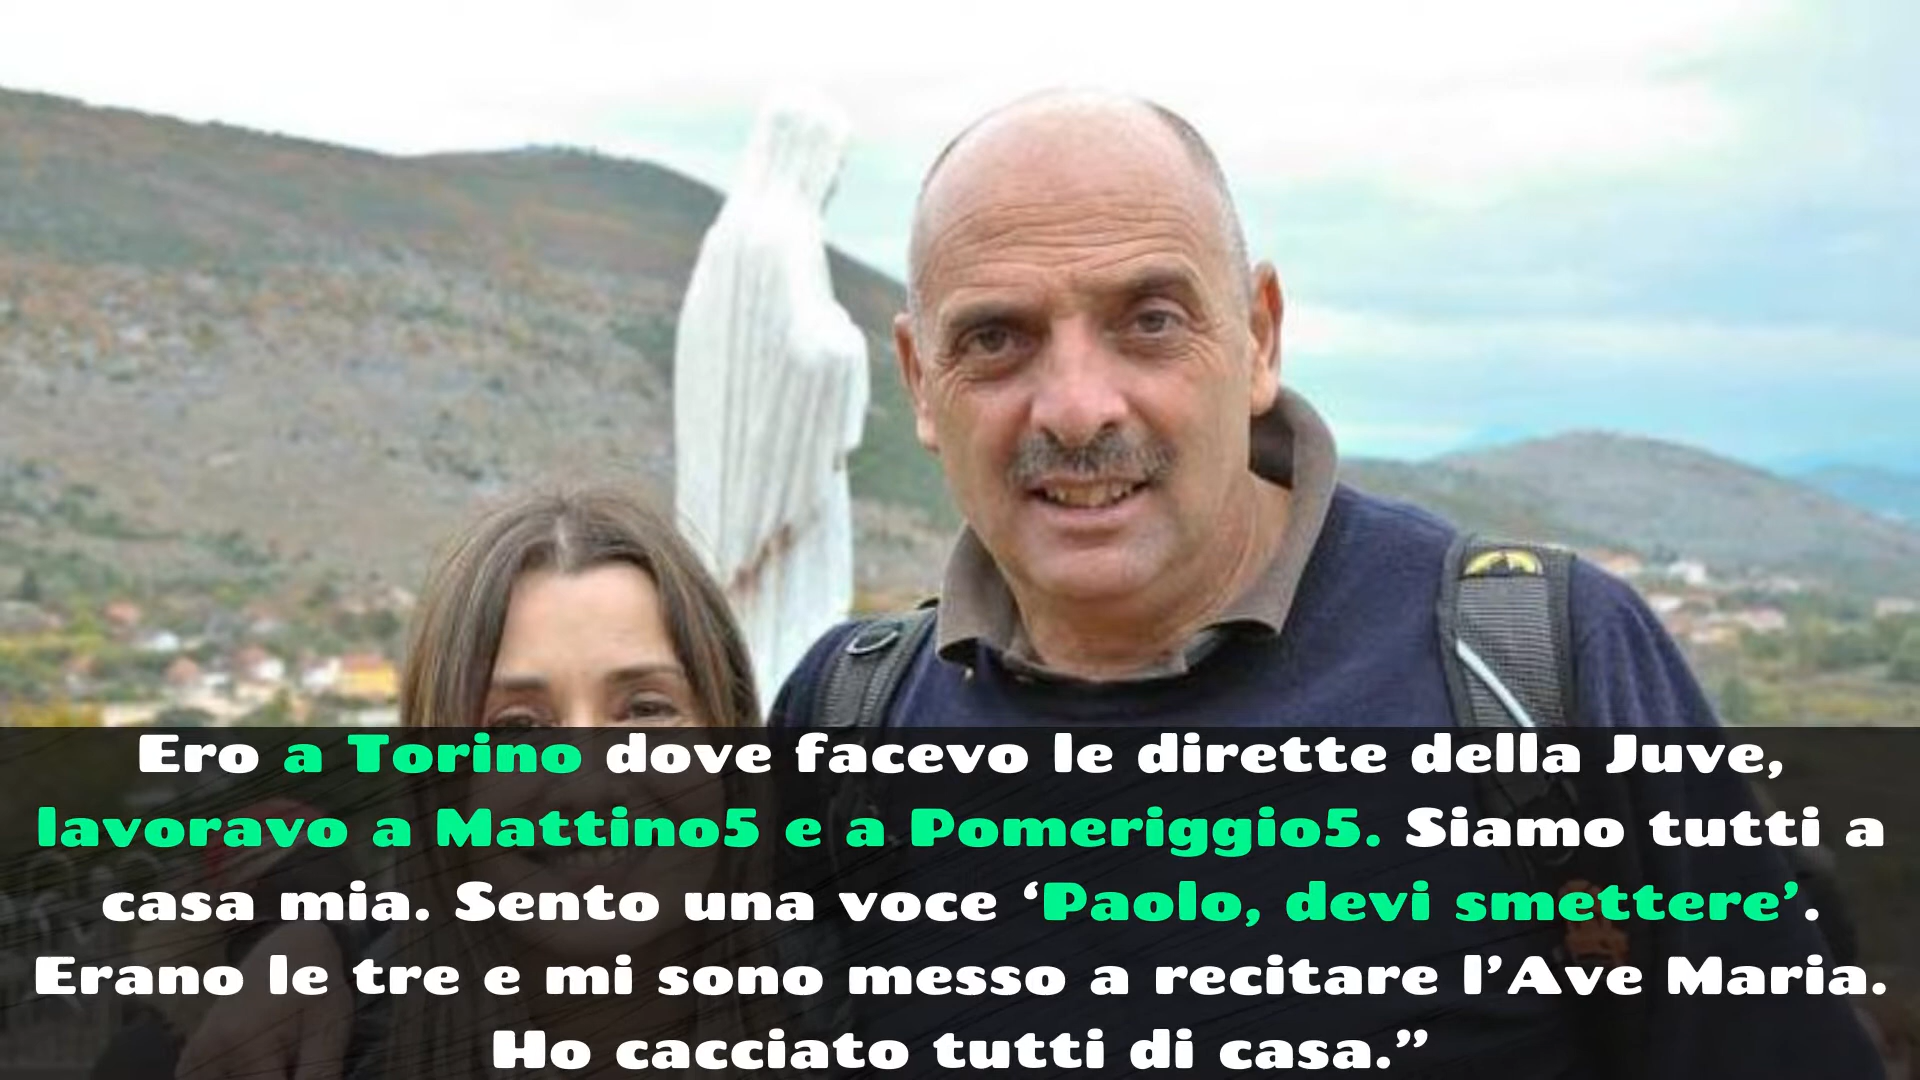 Ero a Torino dove facevo le dirette della Juve,
lavoravo a Mattino5 e a Pomeriggio5. Siamo tutti a
casa mia. Sento una voce ‘Paolo, devi smettere’.
Erano le tre e mi sono messo a recitare l’Ave Maria.
Ho cacciato tutti di casa.”